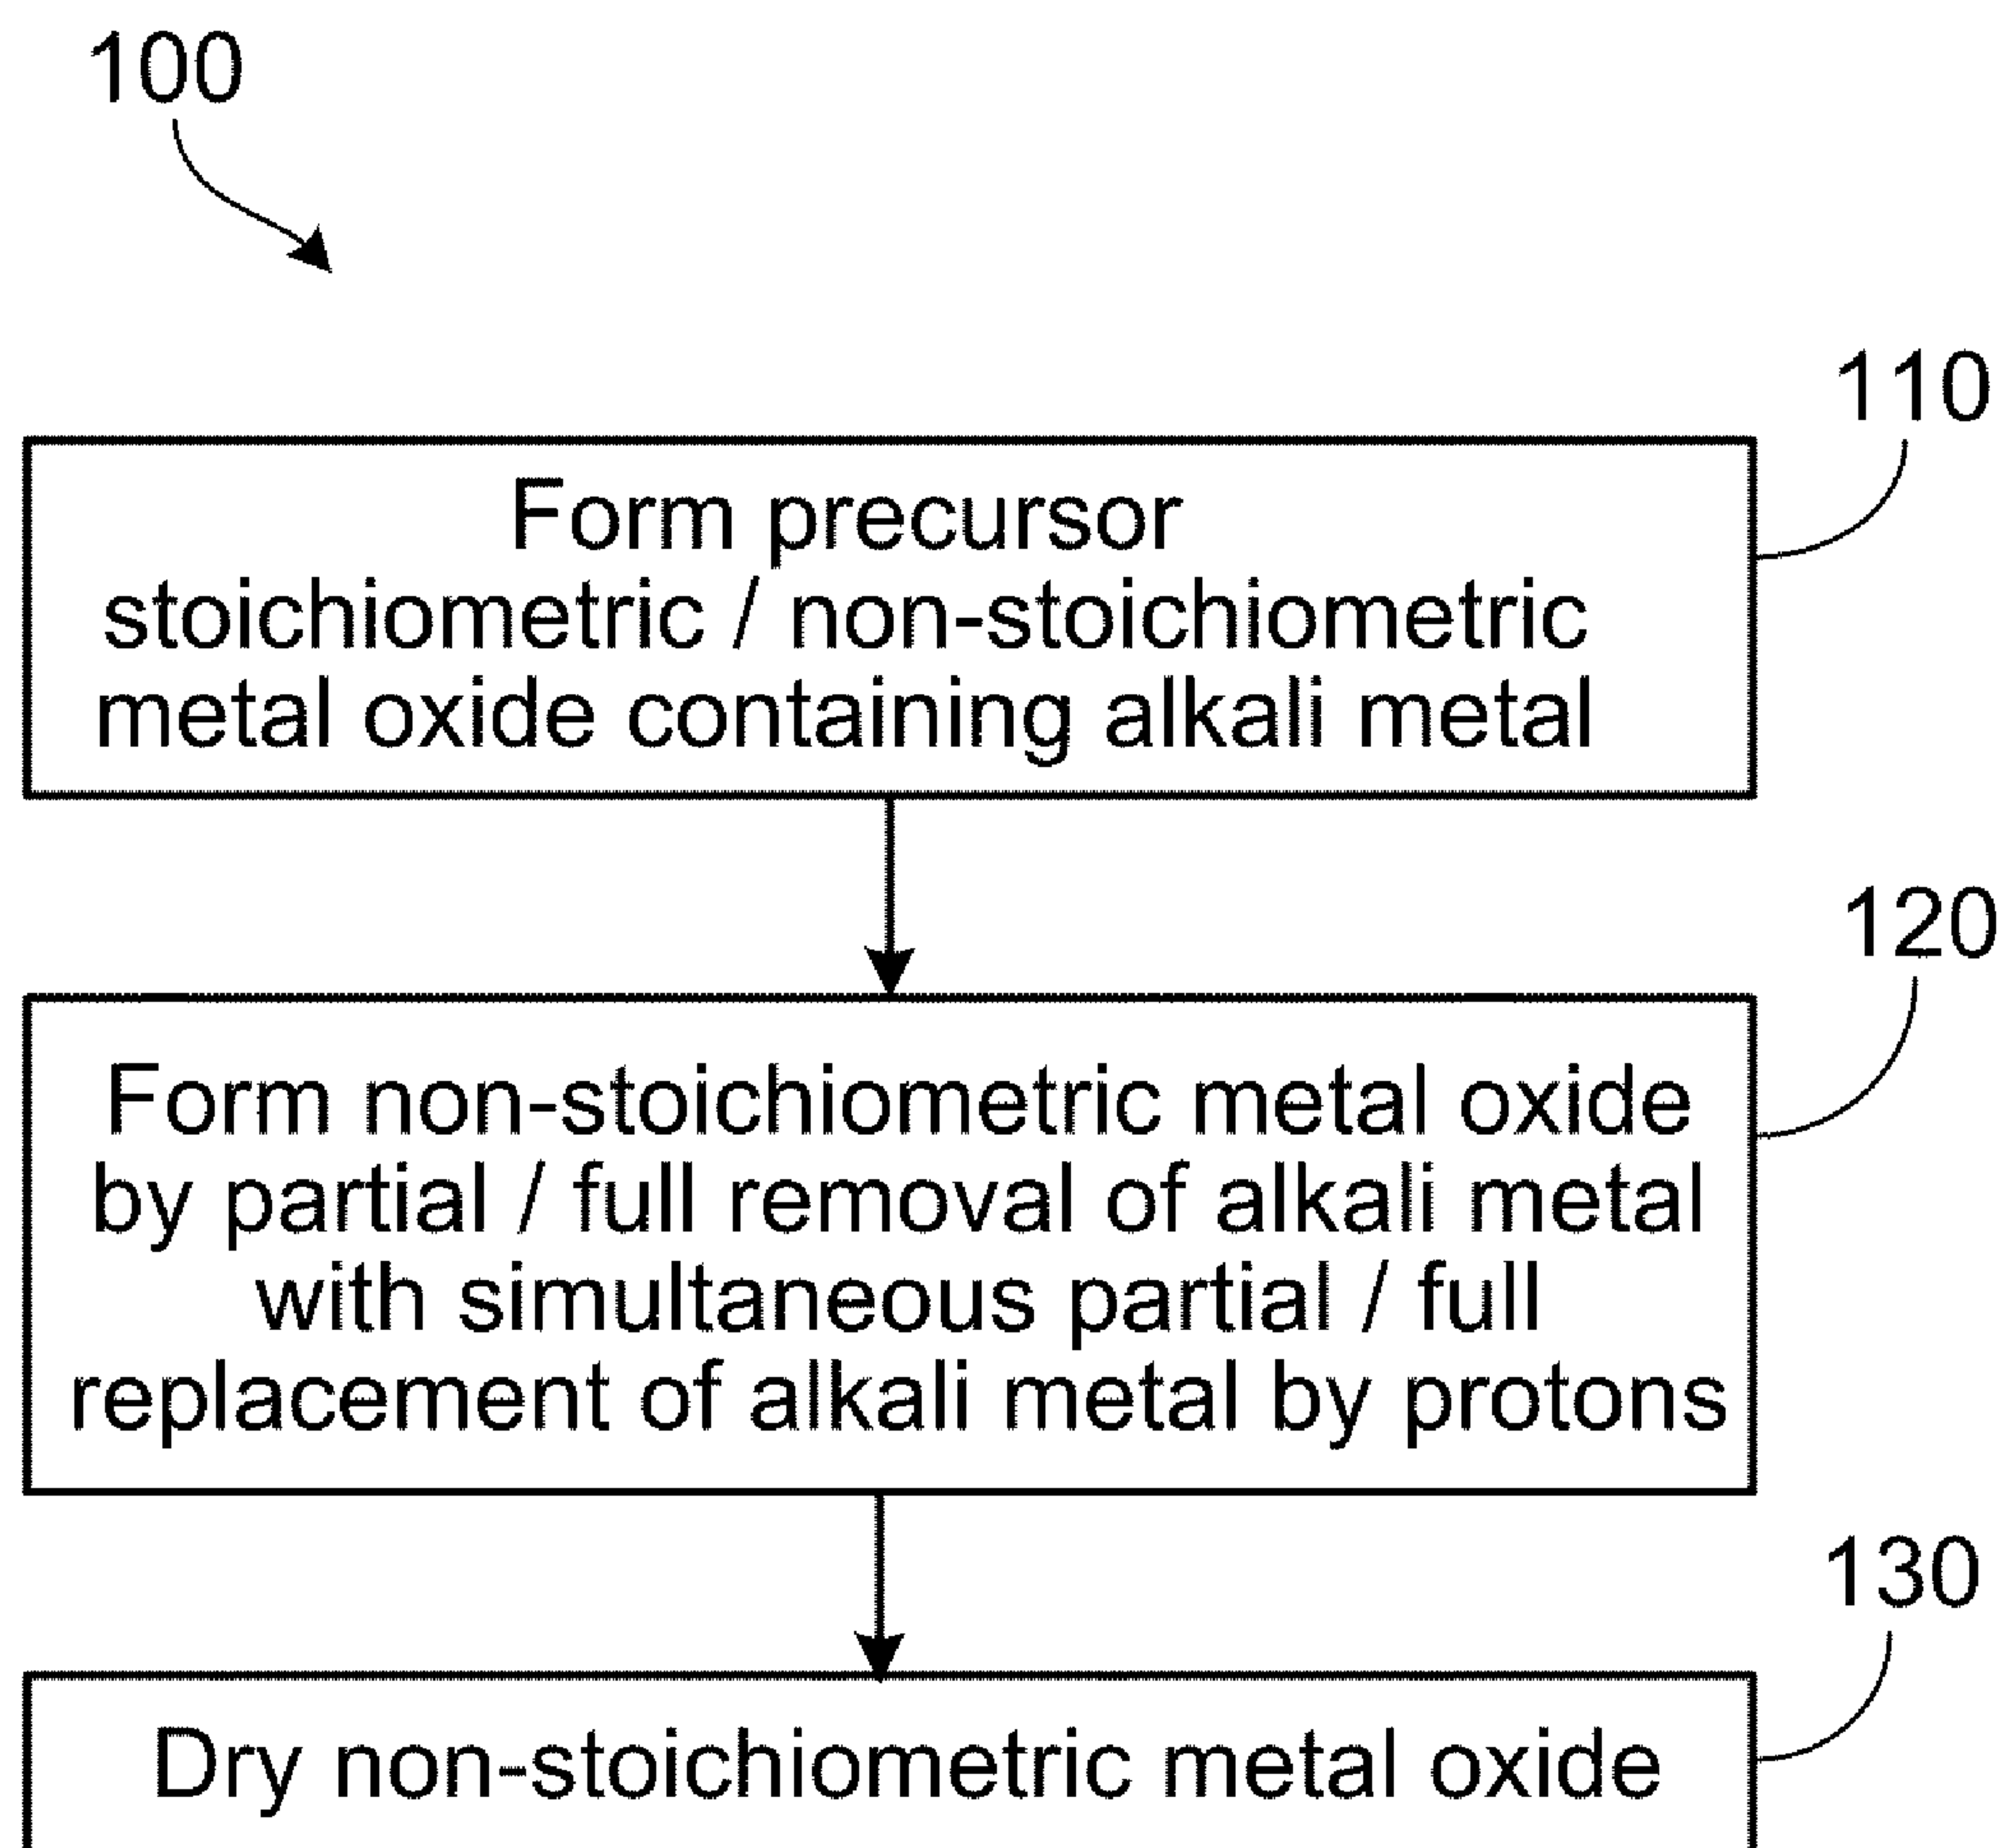 100
110
Form precursor
stoichiometric / non-stoichiometric
metal oxide containing alkali metal
120
Form non-stoichiometric metal oxide
by partial / full removal of alkali metal
with simultaneous partial / full
replacement of alkali metal by protons
130
Dry non-stoichiometric metal oxide